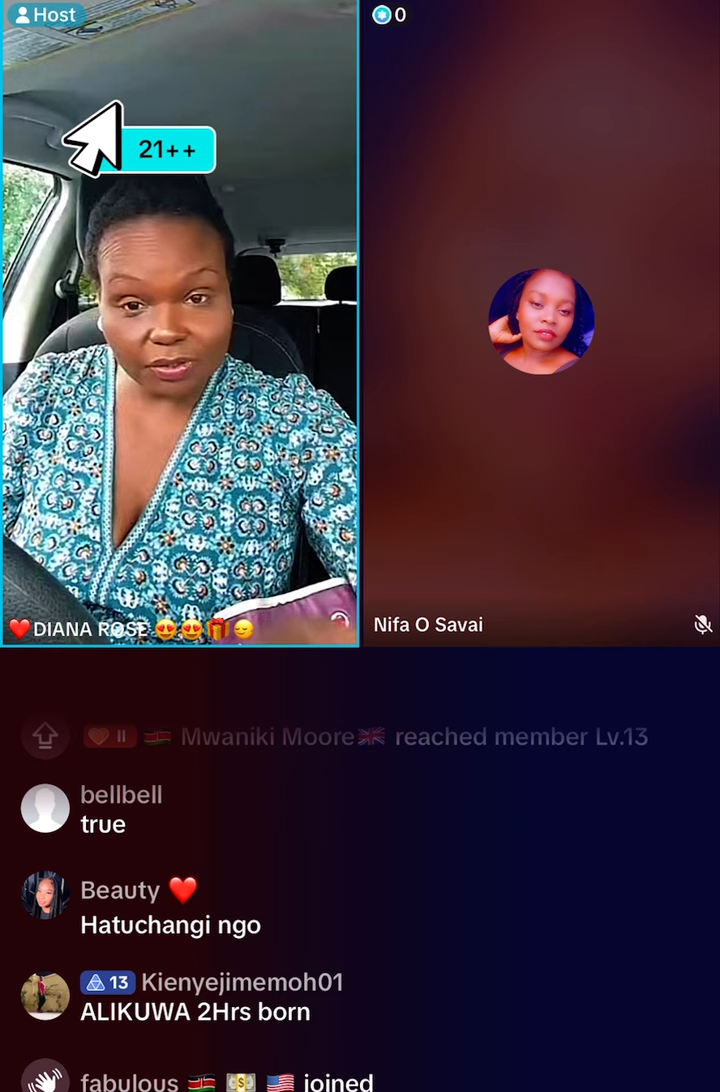 Host
0
21++
❤️DIANA ROSE 😍😍🎁😌
Nifa O Savai
II 🇰🇪 Mwaniki Moore🇬🇧 reached member Lv.13
bellbell
true
Beauty ❤️
Hatuchangi ngo
13 Kienyejimemoh01
ALIKUWA 2Hrs born
fabulous 🇰🇪 💵 🇺🇸 joined